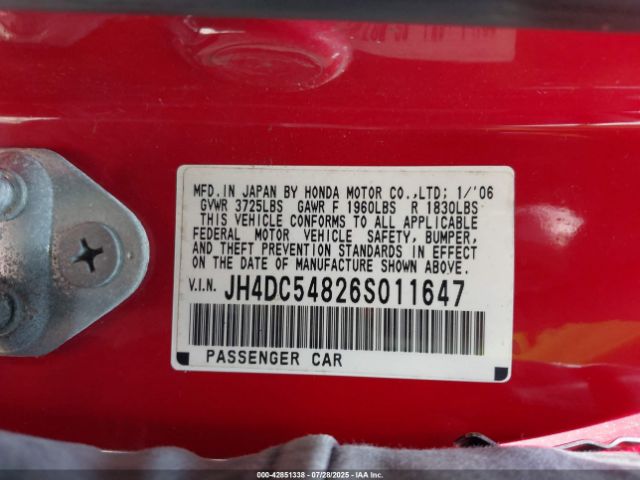 MFD. IN JAPAN BY HONDA MOTOR CO.,LTD; 1/'06
GVWR 3725LBS GAWR F 1960LBS R 1830LBS
THIS VEHICLE CONFORMS TO ALL APPLICABLE
FEDERAL MOTOR VEHICLE SAFETY, BUMPER,
AND THEFT PREVENTION STANDARDS IN EFFECT
ON THE DATE OF MANUFACTURE SHOWN ABOVE.
V.I.N. JH4DC54826S011647
PASSENGER CAR
000-42851338 - 07/28/2025 - IAA Inc.